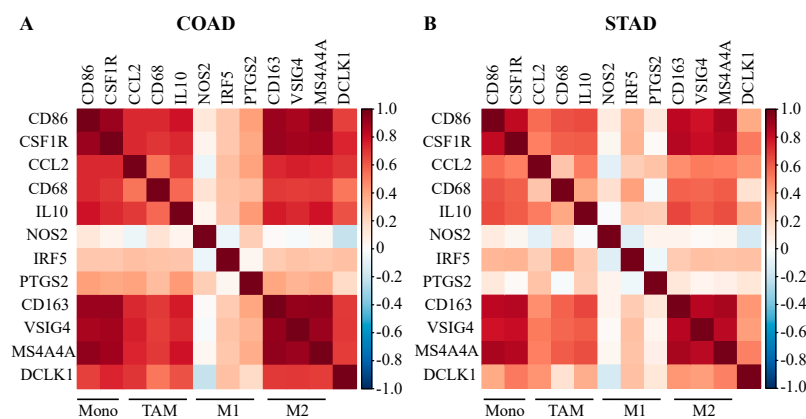 A COAD
CD86 CSF1R CCL2 CD68 IL10 NOS2 IRF5 PTGS2 CD163 VSIG4 MS4A4A DCLK1
CD86
CSF1R
CCL2
CD68
IL10
NOS2
IRF5
PTGS2
CD163
VSIG4
MS4A4A
DCLK1
1.0
0.8
0.6
0.4
0.2
0
-0.2
-0.4
-0.6
-0.8
-1.0
Mono TAM M1 M2
B STAD
CD86 CSF1R CCL2 CD68 IL10 NOS2 IRF5 PTGS2 CD163 VSIG4 MS4A4A DCLK1
CD86
CSF1R
CCL2
CD68
IL10
NOS2
IRF5
PTGS2
CD163
VSIG4
MS4A4A
DCLK1
1.0
0.8
0.6
0.4
0.2
0
-0.2
-0.4
-0.6
-0.8
-1.0
Mono TAM M1 M2